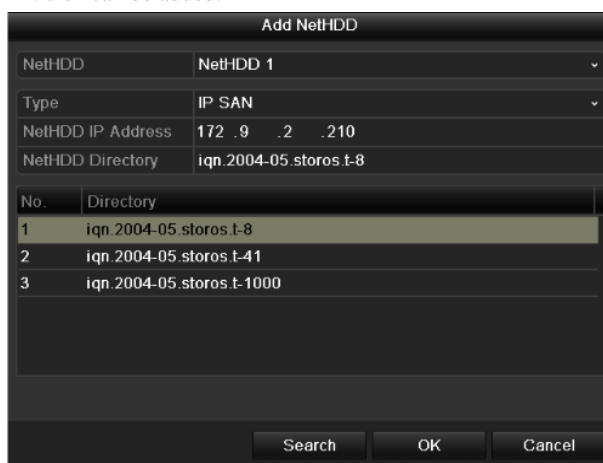 Add NetHDD
NetHDD NetHDD 1
Type IP SAN
NetHDD IP Address 172 .9 .2 .210
NetHDD Directory iqn.2004-05.storos.t-8
No. Directory
1 iqn.2004-05.storos.t-8
2 iqn.2004-05.storos.t-41
3 iqn.2004-05.storos.t-1000
Search OK Cancel